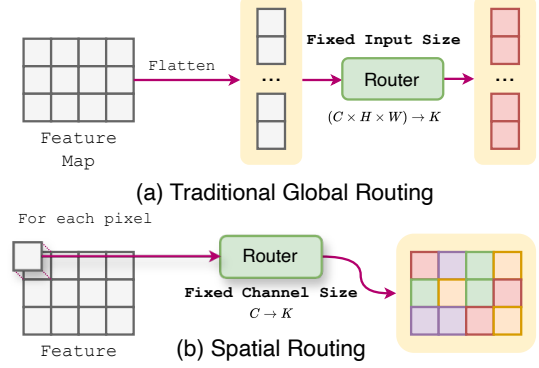 Flatten
...
Fixed Input Size
Router
(C × H × W) → K
...
Feature
Map
(a) Traditional Global Routing
For each pixel
Router
Fixed Channel Size
C → K
Feature
(b) Spatial Routing